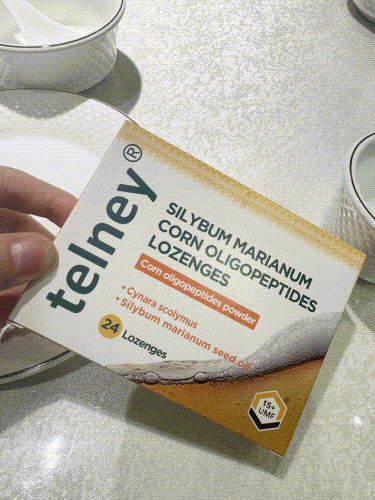 telney®
SILYBUM MARIANUM
CORN OLIGOPEPTIDES
LOZENGES
Corn oligopeptides powder
• Cynara scolymus
• Silybum marianum seed oil
24 Lozenges
15+
UMF